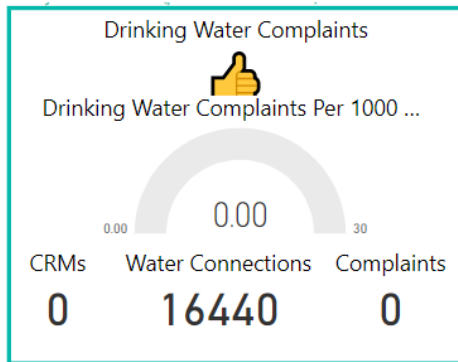 Drinking Water Complaints
Drinking Water Complaints Per 1000 ...
0.00
0.00
30
CRMs Water Connections Complaints
0 16440 0